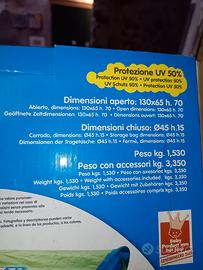 Protezione UV 50%
Protection UV 50% • UV protection 50%
UV Schutz 50% • UV Protección 50%
Dimensioni aperto: 130x65 h. 70
Abierto, dimensiones: 130x65 h. 70 • Open dimensions: 130x65 h. 70
Geöffnete Zeltdimensionen: 130x65 h. 70 • Dimensions ouvert: 130x65 h. 70
Dimensioni chiuso: Ø45 h.15
Cerrado, dimensiones: Ø45 h. 15 • Storage bag dimensions: Ø45 h. 15
Dimensionen der Tragetasche: Ø45 h. 15 • Fermé, dimensions: Ø45 h. 15
Peso kg. 1,530
Peso con accessori kg. 3,350
Peso kgs. 1,530 • Peso con accesorios kgs. 3,350
Weight kgs. 1,530 • Weight with accessories included kgs. 3,350
Gewicht kg. 1,530 • Gewicht mit Zubehören kg. 3,350
Poids kgs. 1,530 • Poids accessoires compris kgs. 3,350
Baby
Product